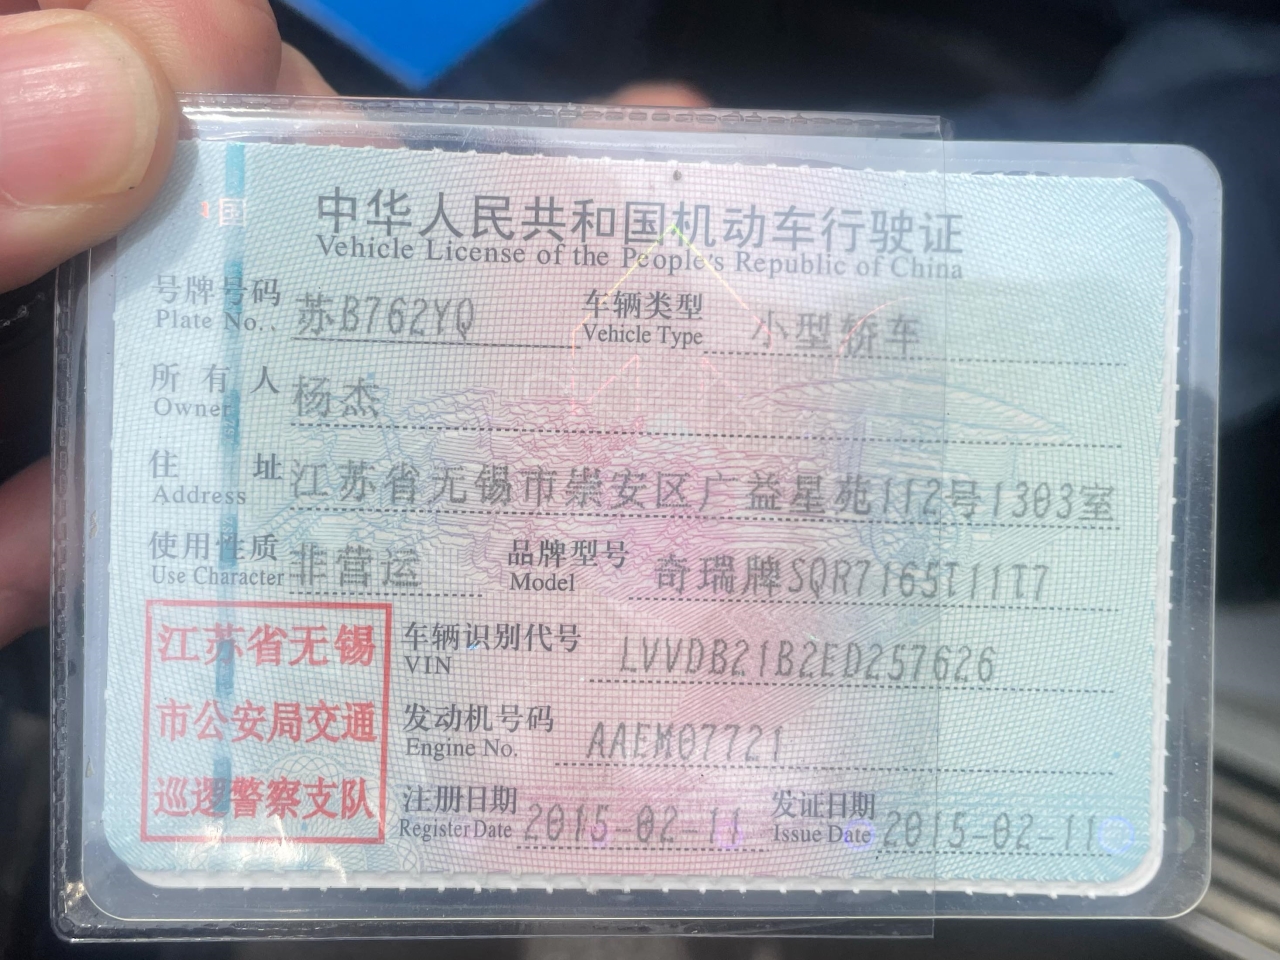 中华人民共和国机动车行驶证
Vehicle License of the People's Republic of China
号牌号码 苏B762YQ 车辆类型 小型轿车
Plate No. Vehicle Type
所有人 杨杰
Owner
住址 江苏省无锡市崇安区广益星苑112号1303室
Address
使用性质 非营运 品牌型号 奇瑞牌SQR7165T11T7
Use Character Model
江苏省无锡
市公安局交通
巡逻警察支队
车辆识别代号 LVVDB21B2ED257626
VIN
发动机号码 AAEM07721
Engine No.
注册日期 2015-02-11 发证日期 2015-02-11
Register Date Issue Date